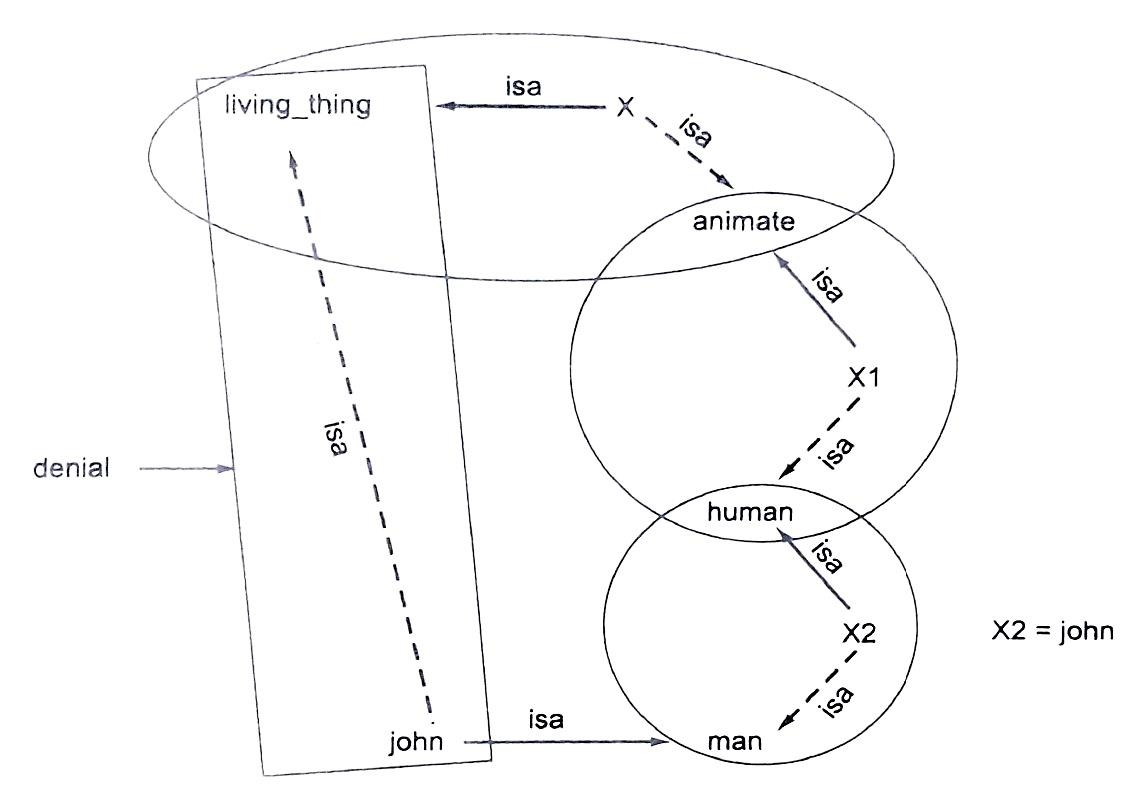 isa
living_thing
X
isa
animate
isa
X1
isa
isa
denial
human
isa
X2
X2 = john
isa
isa
john
man